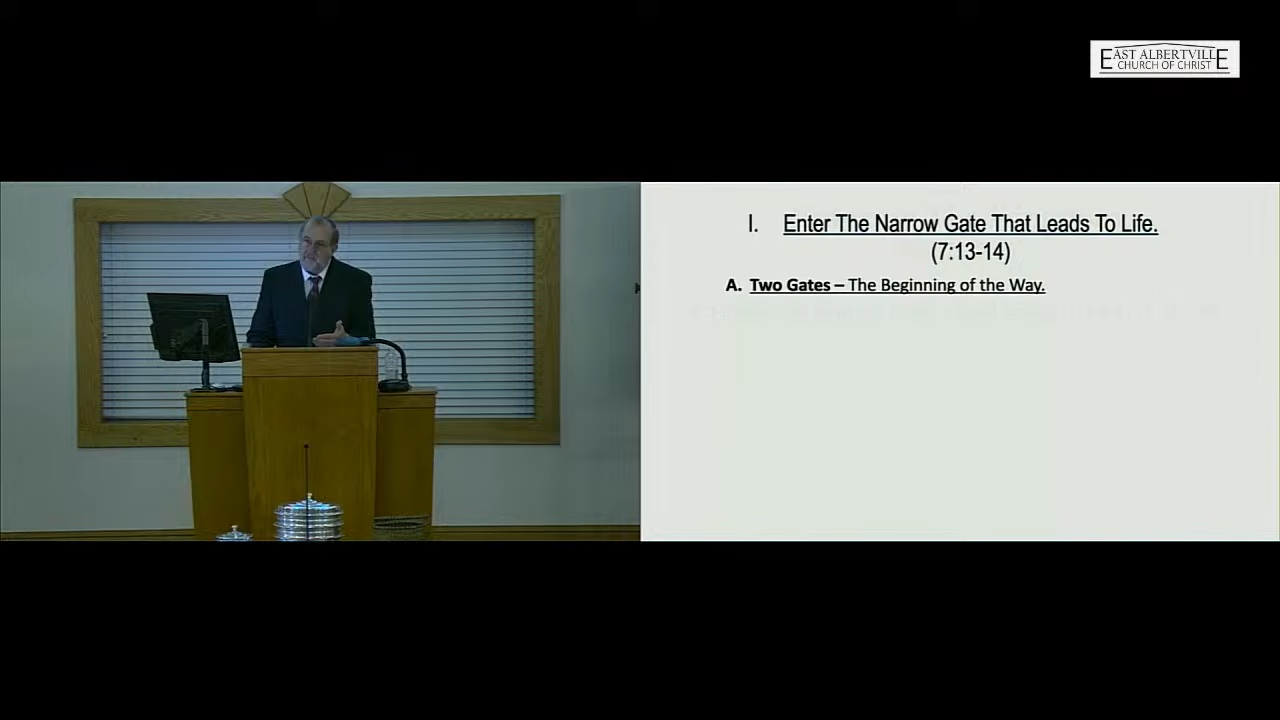 EAST ALBERTVILLE
CHURCH OF CHRIST
I. Enter The Narrow Gate That Leads To Life.
(7:13-14)
A. Two Gates – The Beginning of the Way.